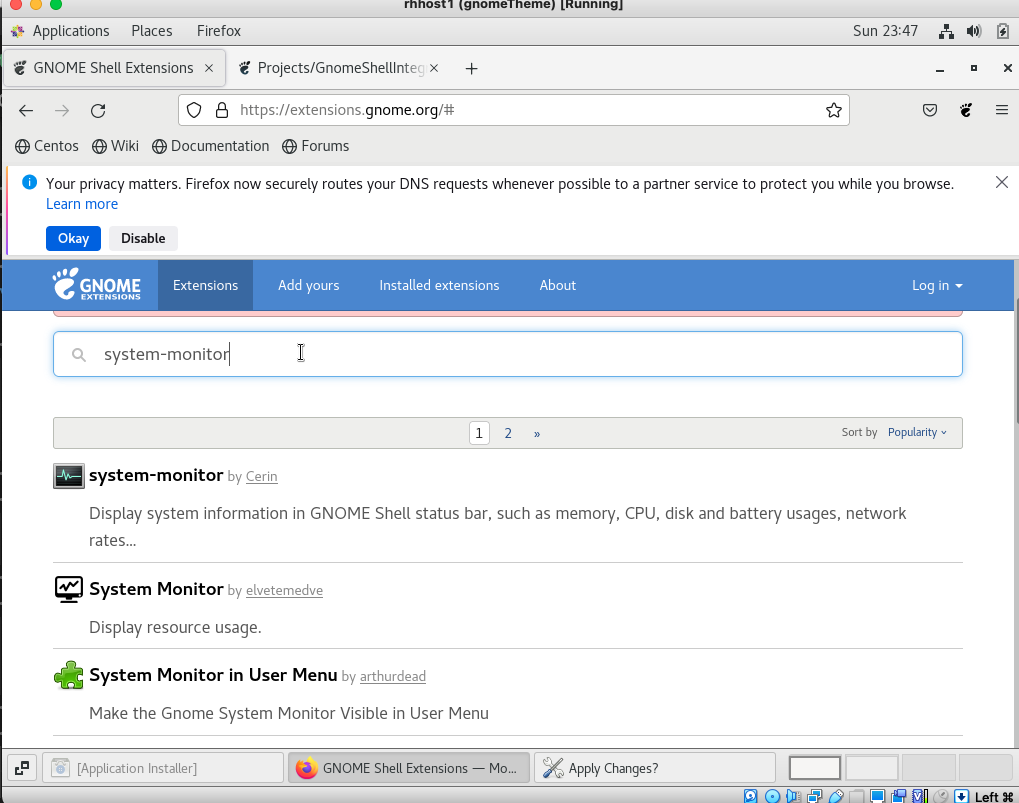 rhhost1 (gnomeTheme) [Running]
Applications Places Firefox Sun 23:47
GNOME Shell Extensions × Projects/GnomeShellInteg × +
https://extensions.gnome.org/#
Centos Wiki Documentation Forums
Your privacy matters. Firefox now securely routes your DNS requests whenever possible to a partner service to protect you while you browse.
Learn more
Okay Disable
GNOME EXTENSIONS Extensions Add yours Installed extensions About Log in
system-monitor
1 2 » Sort by Popularity
system-monitor by Cerin
Display system information in GNOME Shell status bar, such as memory, CPU, disk and battery usages, network
rates...
System Monitor by elvetemedve
Display resource usage.
System Monitor in User Menu by arthurdead
Make the Gnome System Monitor Visible in User Menu
[Application Installer] GNOME Shell Extensions — Mo... Apply Changes?
Left ⌘